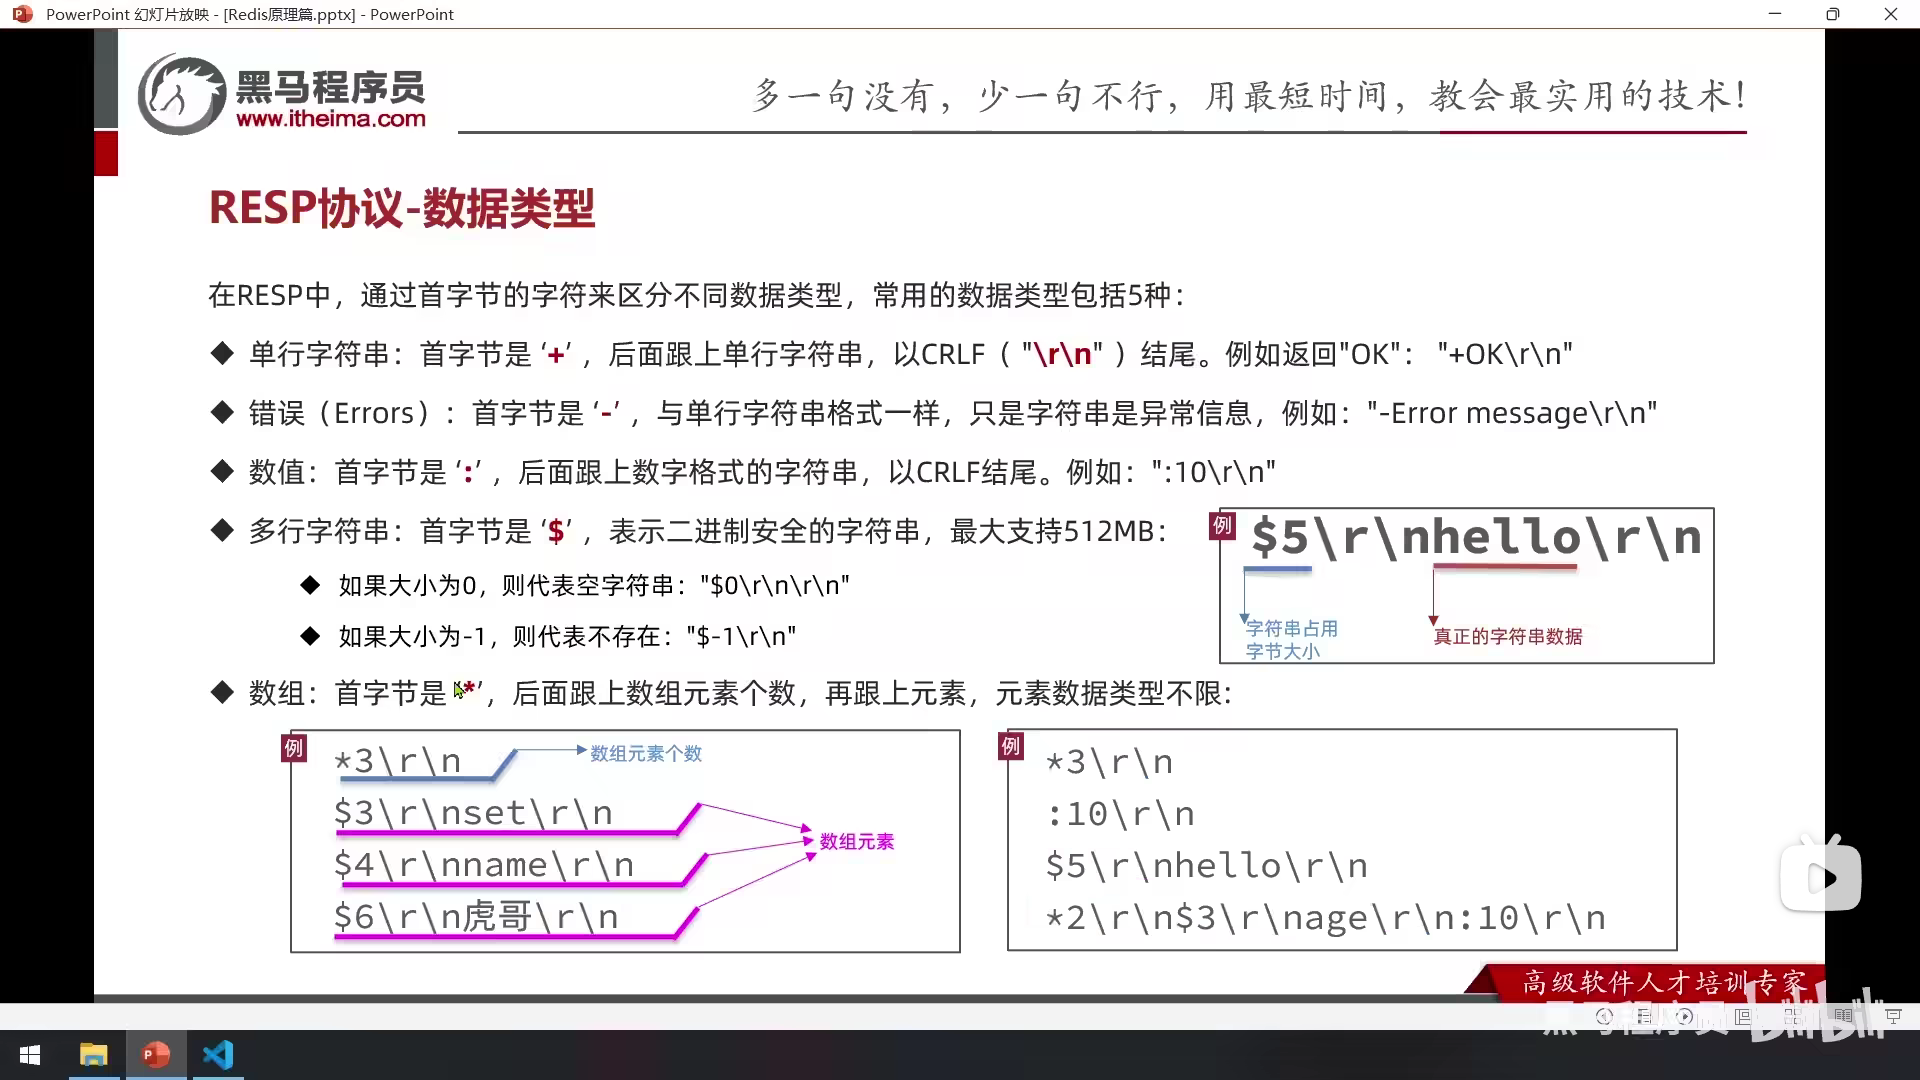 PowerPoint 幻灯片放映 - [Redis原理篇.pptx] - PowerPoint
黑马程序员
www.itheima.com
多一句没有，少一句不行，用最短时间，教会最实用的技术！
RESP协议-数据类型
在RESP中，通过首字节的字符来区分不同数据类型，常用的数据类型包括5种：
◆ 单行字符串：首字节是 ‘+’ ，后面跟上单行字符串，以CRLF（ "\r\n" ）结尾。例如返回"OK"： "+OK\r\n"
◆ 错误（Errors）：首字节是 ‘-’ ，与单行字符串格式一样，只是字符串是异常信息，例如："-Error message\r\n"
◆ 数值：首字节是 ‘:’ ，后面跟上数字格式的字符串，以CRLF结尾。例如：":10\r\n"
◆ 多行字符串：首字节是 ‘$’ ，表示二进制安全的字符串，最大支持512MB：
◆ 如果大小为0，则代表空字符串："$0\r\n\r\n"
◆ 如果大小为-1，则代表不存在："$-1\r\n"
例
$5\r\nhello\r\n
字符串占用
字节大小
真正的字符串数据
◆ 数组：首字节是 ‘*’，后面跟上数组元素个数，再跟上元素，元素数据类型不限：
例
*3\r\n
数组元素个数
$3\r\nset\r\n
$4\r\nname\r\n
$6\r\n虎哥\r\n
数组元素
例
*3\r\n
:10\r\n
$5\r\nhello\r\n
*2\r\n$3\r\nage\r\n:10\r\n
高级软件人才培训专家
黑马程序员
bilibili